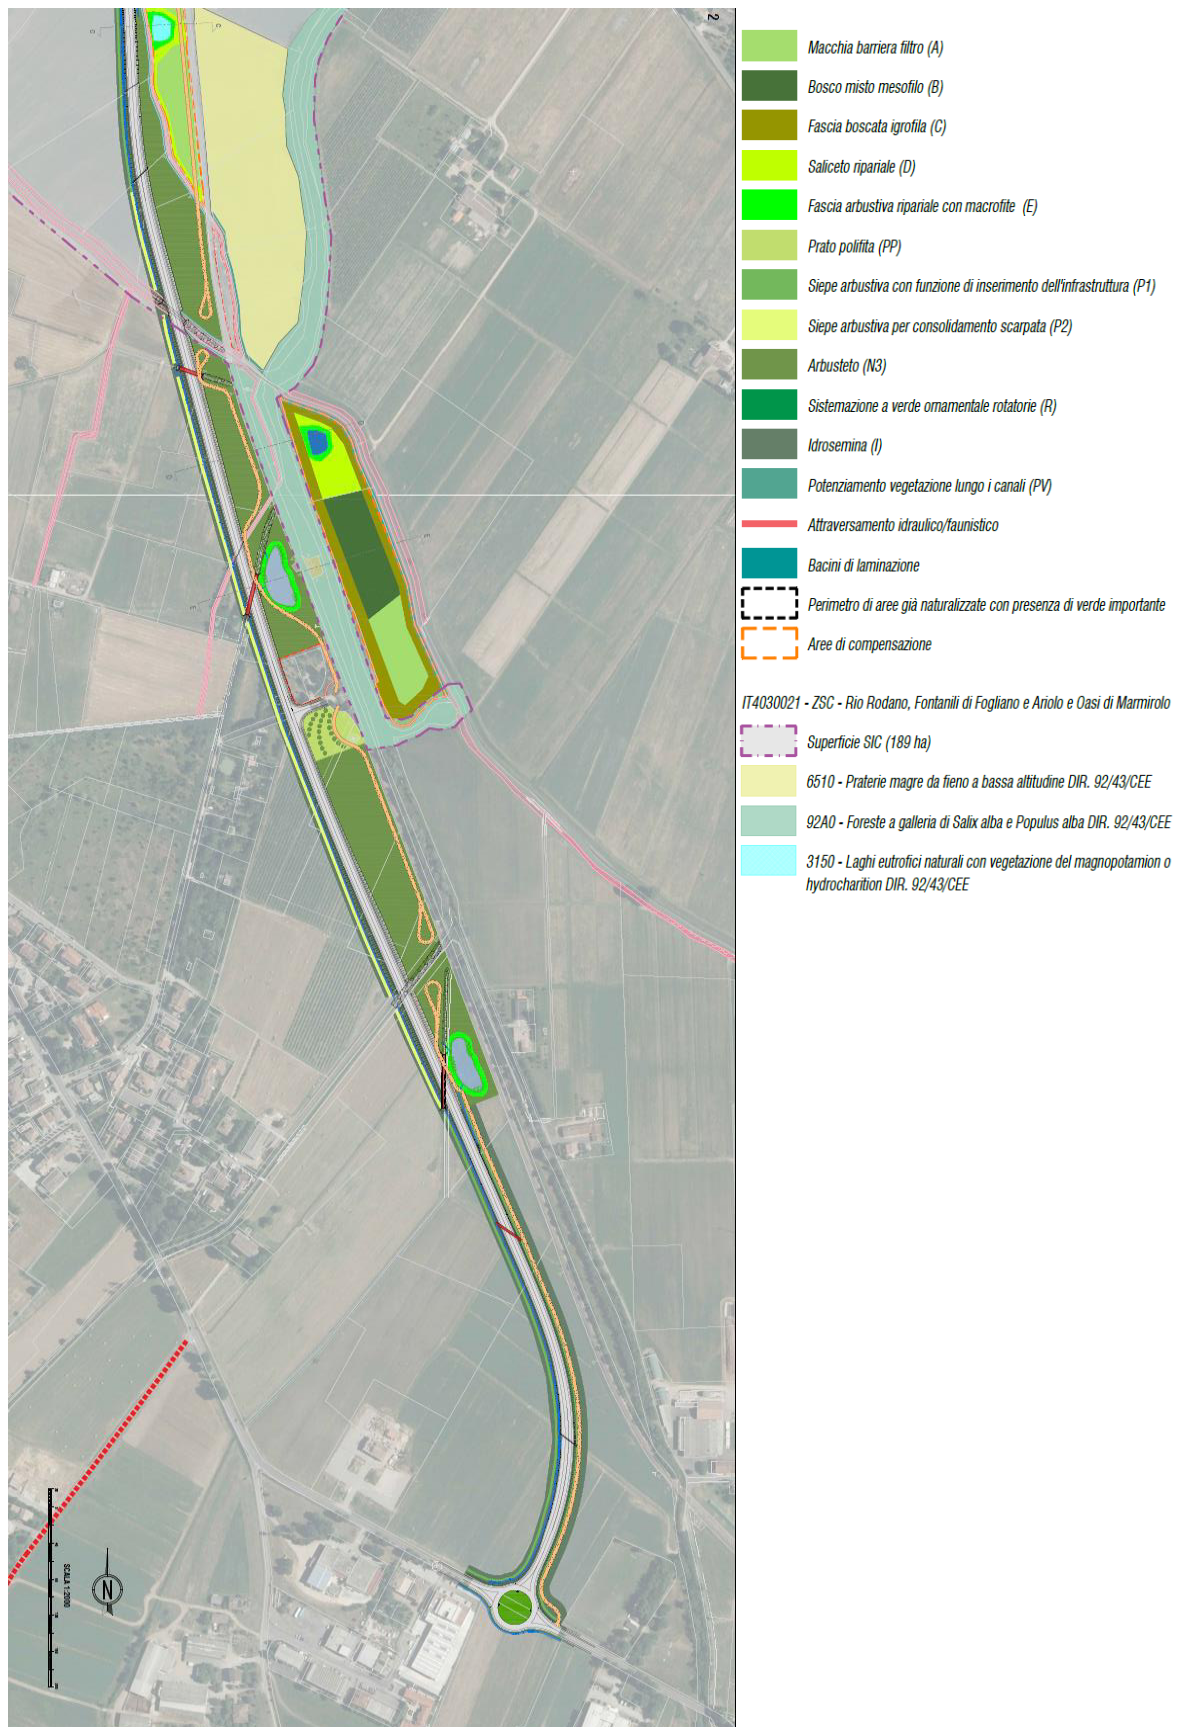 2
Macchia barriera filtro (A)
Bosco misto mesofilo (B)
Fascia boscata igrofila (C)
Saliceto ripariale (D)
Fascia arbustiva ripariale con macrofite (E)
Prato polifita (PP)
Siepe arbustiva con funzione di inserimento dell'infrastruttura (P1)
Siepe arbustiva per consolidamento scarpata (P2)
Arbusteto (N3)
Sistemazione a verde ornamentale rotatorie (R)
Idrosemina (I)
Potenziamento vegetazione lungo i canali (PV)
Attraversamento idraulico/faunistico
Bacini di laminazione
Perimetro di aree già naturalizzate con presenza di verde importante
Aree di compensazione
IT4030021 - ZSC - Rio Rodano, Fontanili di Fogliano e Ariolo e Oasi di Marmirolo
Superficie SIC (189 ha)
6510 - Praterie magre da fieno a bassa altitudine DIR. 92/43/CEE
92A0 - Foreste a galleria di Salix alba e Populus alba DIR. 92/43/CEE
3150 - Laghi eutrofici naturali con vegetazione del magnopotamion o
hydrocharition DIR. 92/43/CEE
SCALA 1:2000
N